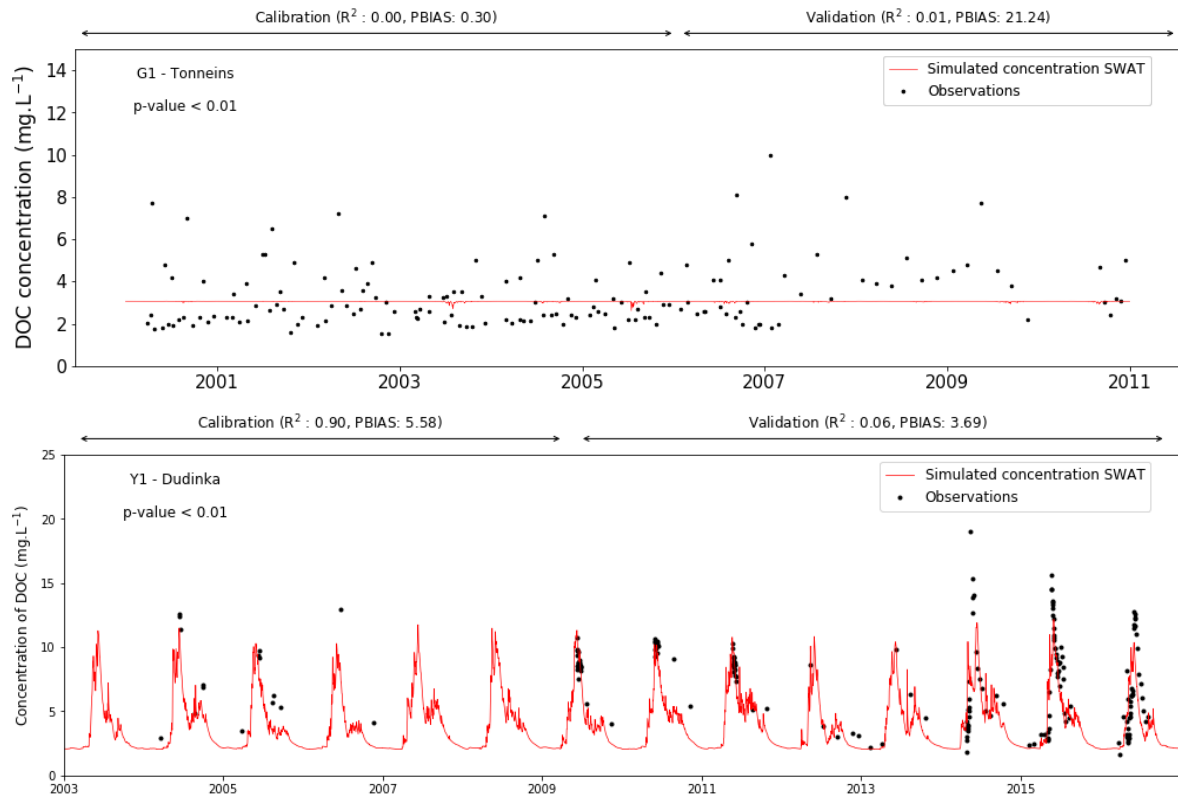 Calibration (R² : 0.00, PBIAS: 0.30) Validation (R² : 0.01, PBIAS: 21.24)
G1 - Tonneins
p-value < 0.01
Simulated concentration SWAT
Observations
DOC concentration (mg.L⁻¹)
14
12
10
8
6
4
2
0
2001 2003 2005 2007 2009 2011
Calibration (R² : 0.90, PBIAS: 5.58) Validation (R² : 0.06, PBIAS: 3.69)
Y1 - Dudinka
p-value < 0.01
Simulated concentration SWAT
Observations
Concentration of DOC (mg.L⁻¹)
25
20
15
10
5
0
2003 2005 2007 2009 2011 2013 2015